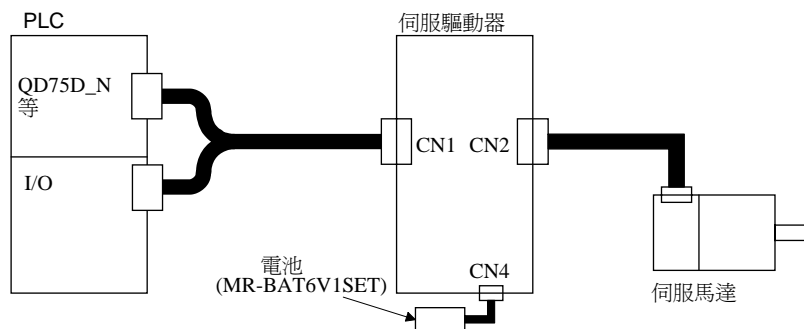 PLC
伺服驅動器
QD75D_N
等
CN1
CN2
I/O
電池
(MR-BAT6V1SET)
CN4
伺服馬達